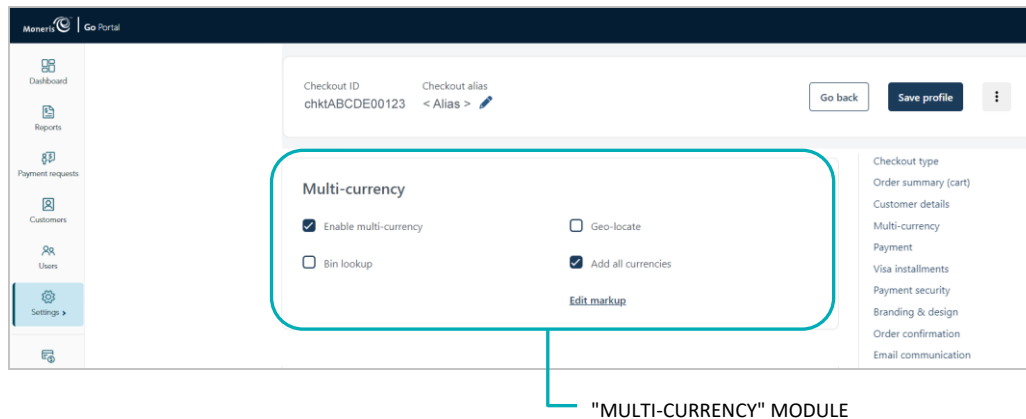 Moneris Go Portal
Dashboard
Reports
Payment requests
Customers
Users
Settings >
Checkout ID
Checkout alias
chktABCDE00123
< Alias >
Go back
Save profile
Multi-currency
Enable multi-currency
Geo-locate
Bin lookup
Add all currencies
Edit markup
Checkout type
Order summary (cart)
Customer details
Multi-currency
Payment
Visa installments
Payment security
Branding & design
Order confirmation
Email communication
"MULTI-CURRENCY" MODULE